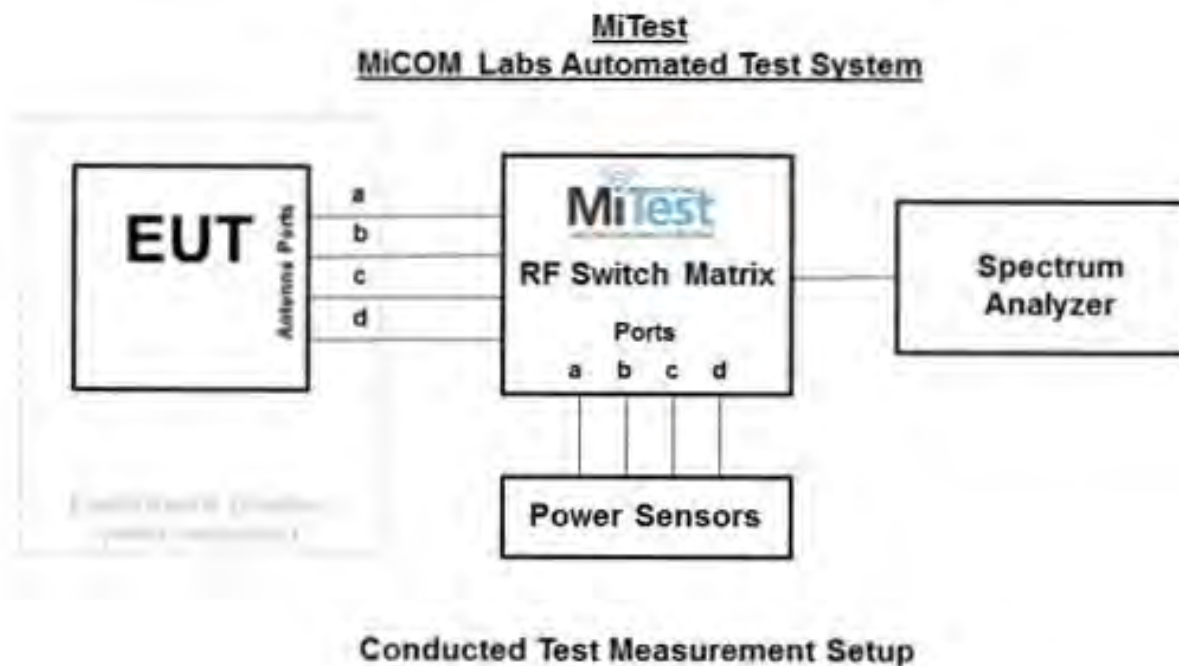 MiTest
MiCOM Labs Automated Test System
EUT
Antenna Ports
a
b
c
d
MiTest
RF Switch Matrix
Ports
a b c d
Spectrum
Analyzer
Power Sensors
Conducted Test Measurement Setup